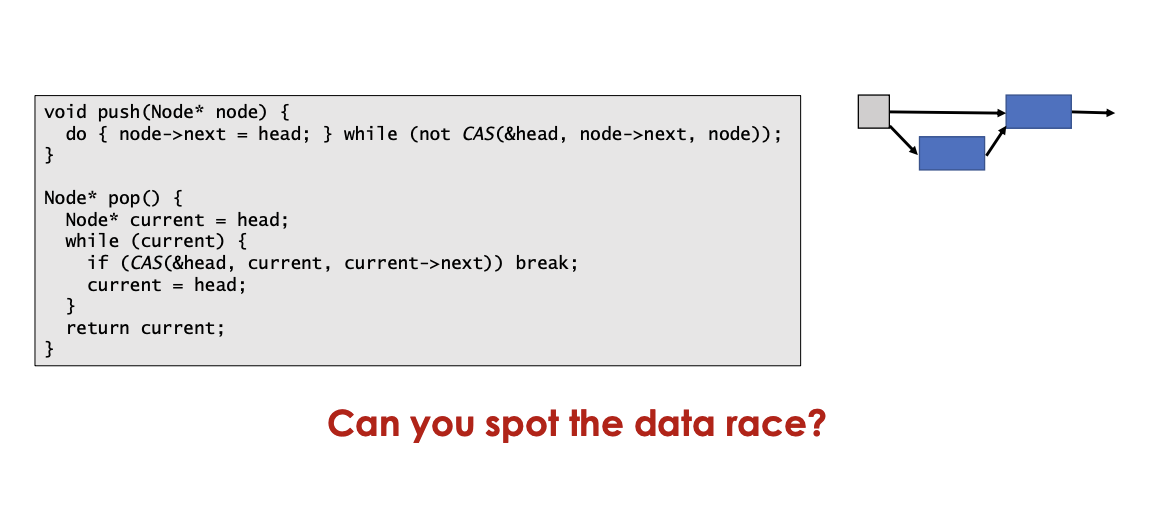 void push(Node* node) {
  do { node->next = head; } while (not CAS(&head, node->next, node));
}
Node* pop() {
  Node* current = head;
  while (current) {
    if (CAS(&head, current, current->next)) break;
    current = head;
  }
  return current;
}
Can you spot the data race?